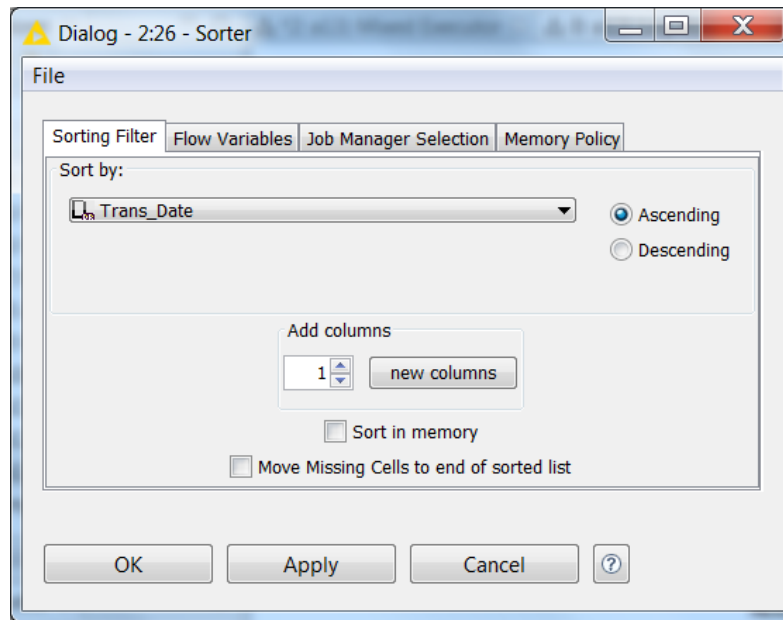 Dialog - 2:26 - Sorter
File
Sorting Filter Flow Variables Job Manager Selection Memory Policy
Sort by:
Trans_Date
Ascending
Descending
Add columns
1 new columns
Sort in memory
Move Missing Cells to end of sorted list
OK Apply Cancel ?